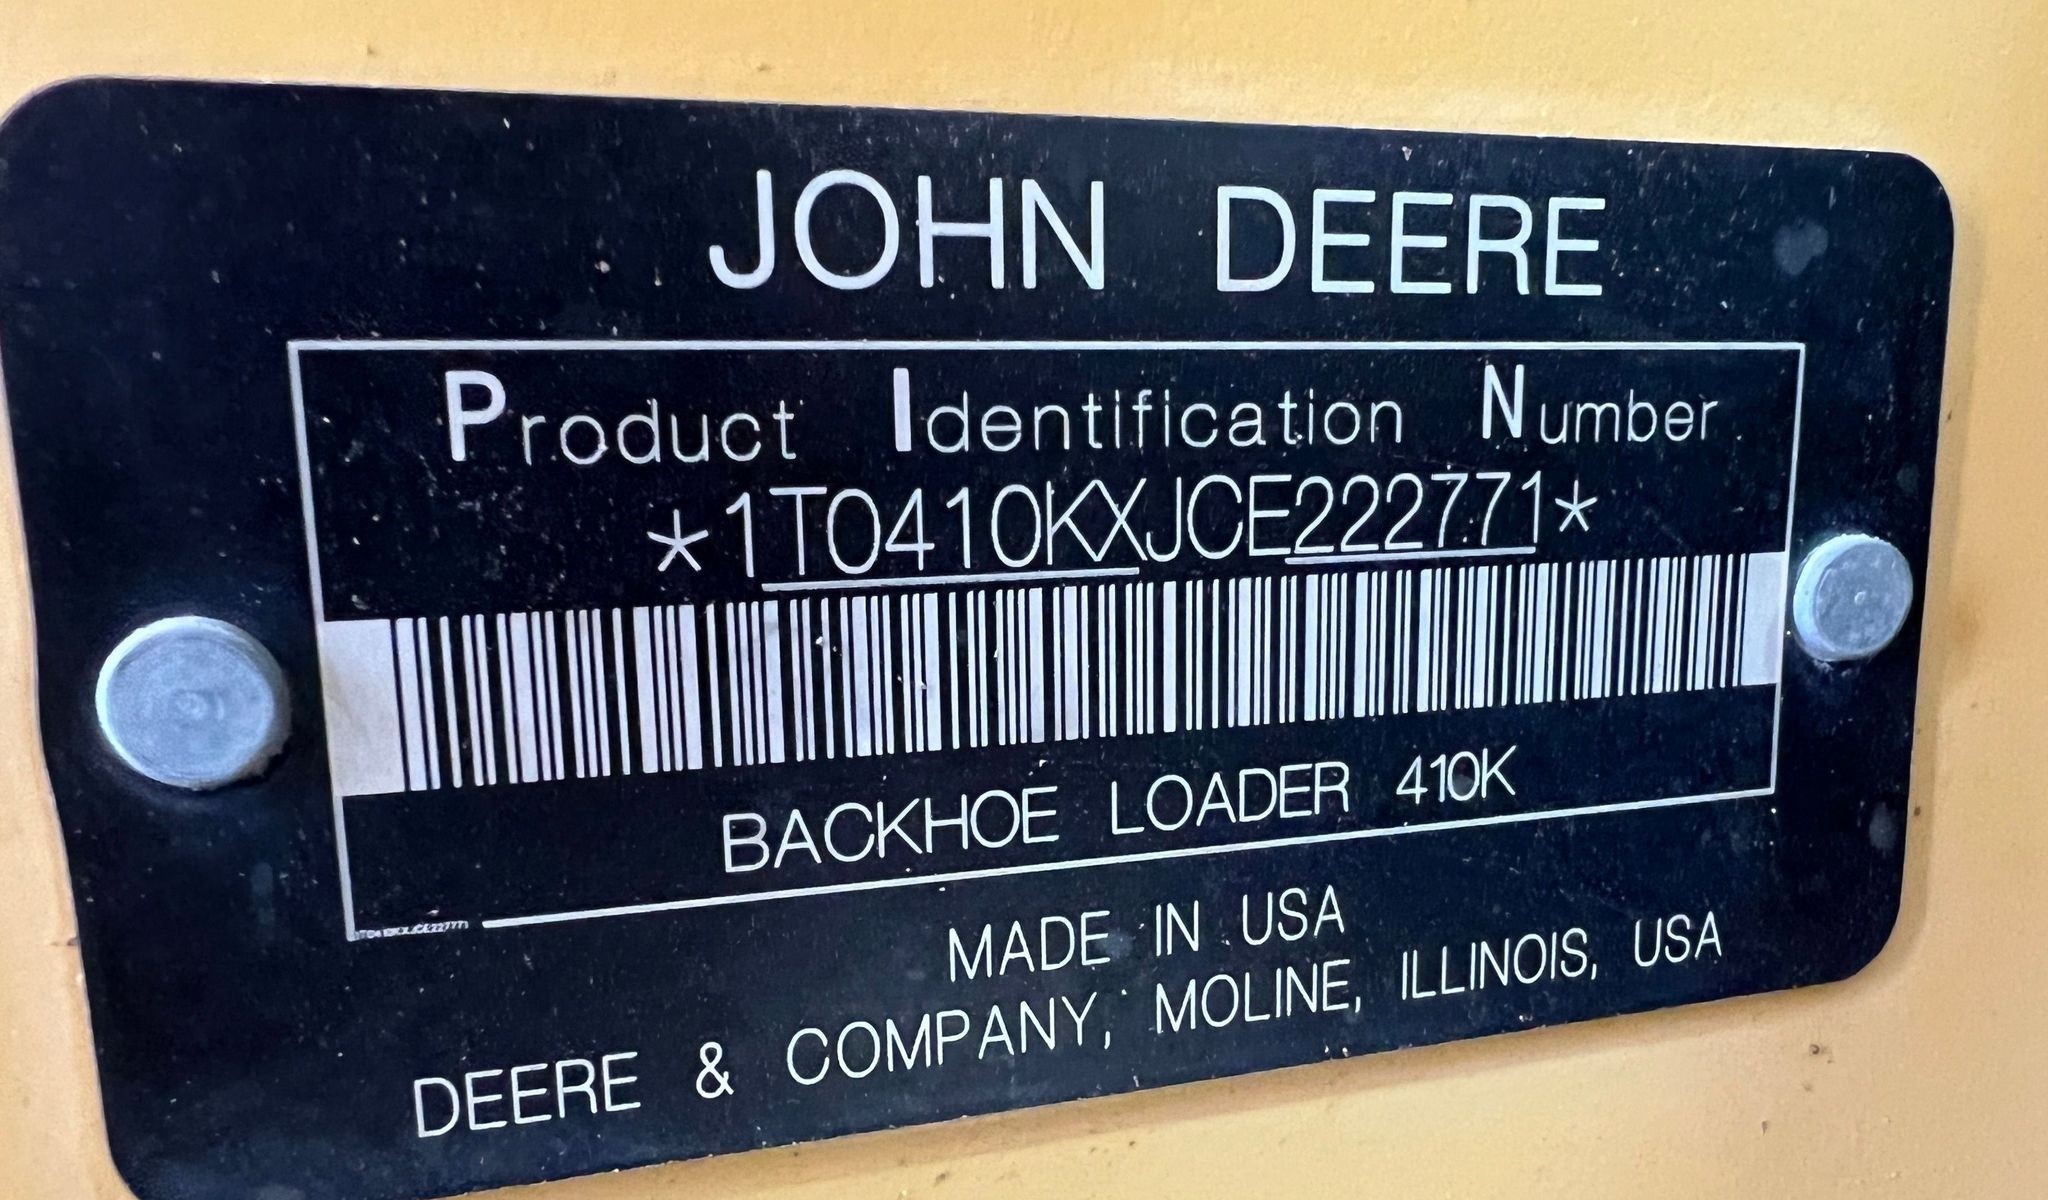 JOHN DEERE
Product Identification Number
*1T0410KXJCE222771*
BACKHOE LOADER 410K
MADE IN USA
DEERE & COMPANY, MOLINE, ILLINOIS, USA